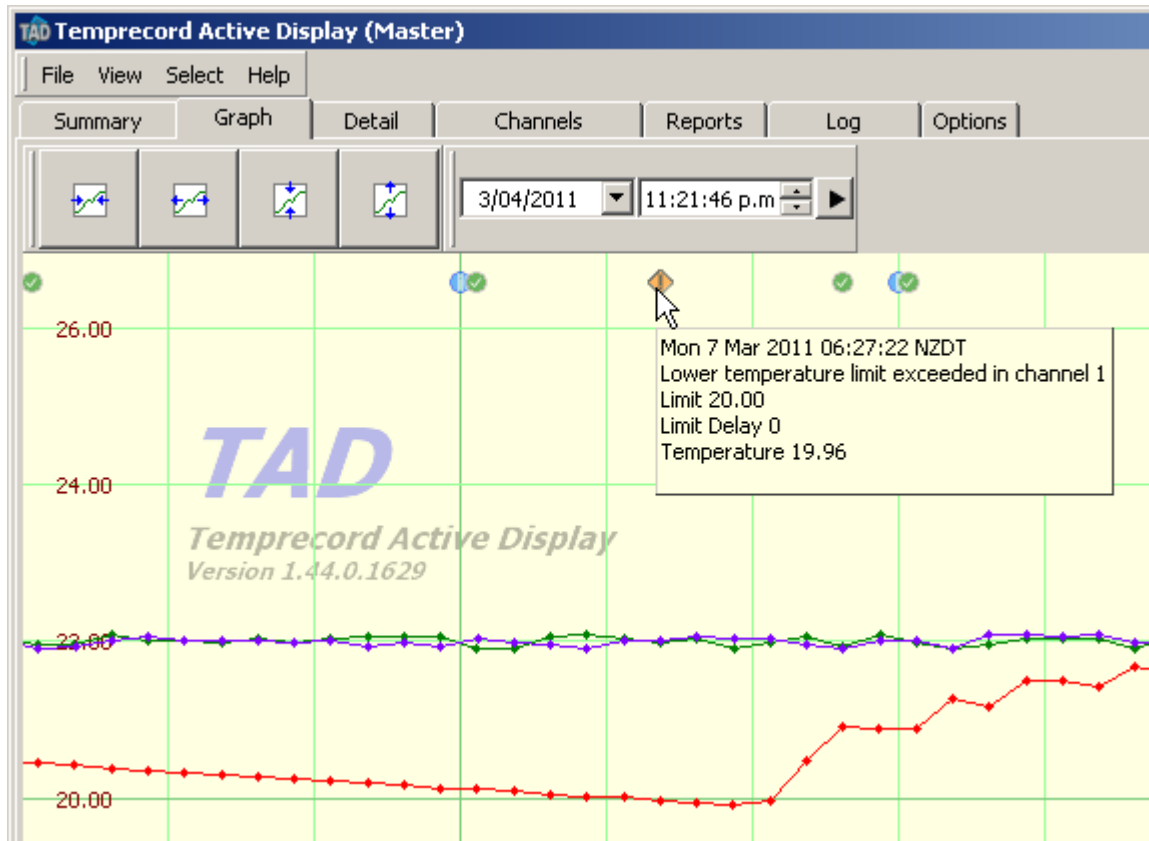 TAD Temprecord Active Display (Master)
File View Select Help
Summary Graph Detail Channels Reports Log Options
3/04/2011 11:21:46 p.m
26.00
Mon 7 Mar 2011 06:27:22 NZDT
Lower temperature limit exceeded in channel 1
Limit 20.00
Limit Delay 0
Temperature 19.96
TAD
24.00
Temprecord Active Display
Version 1.44.0.1629
22.00
20.00